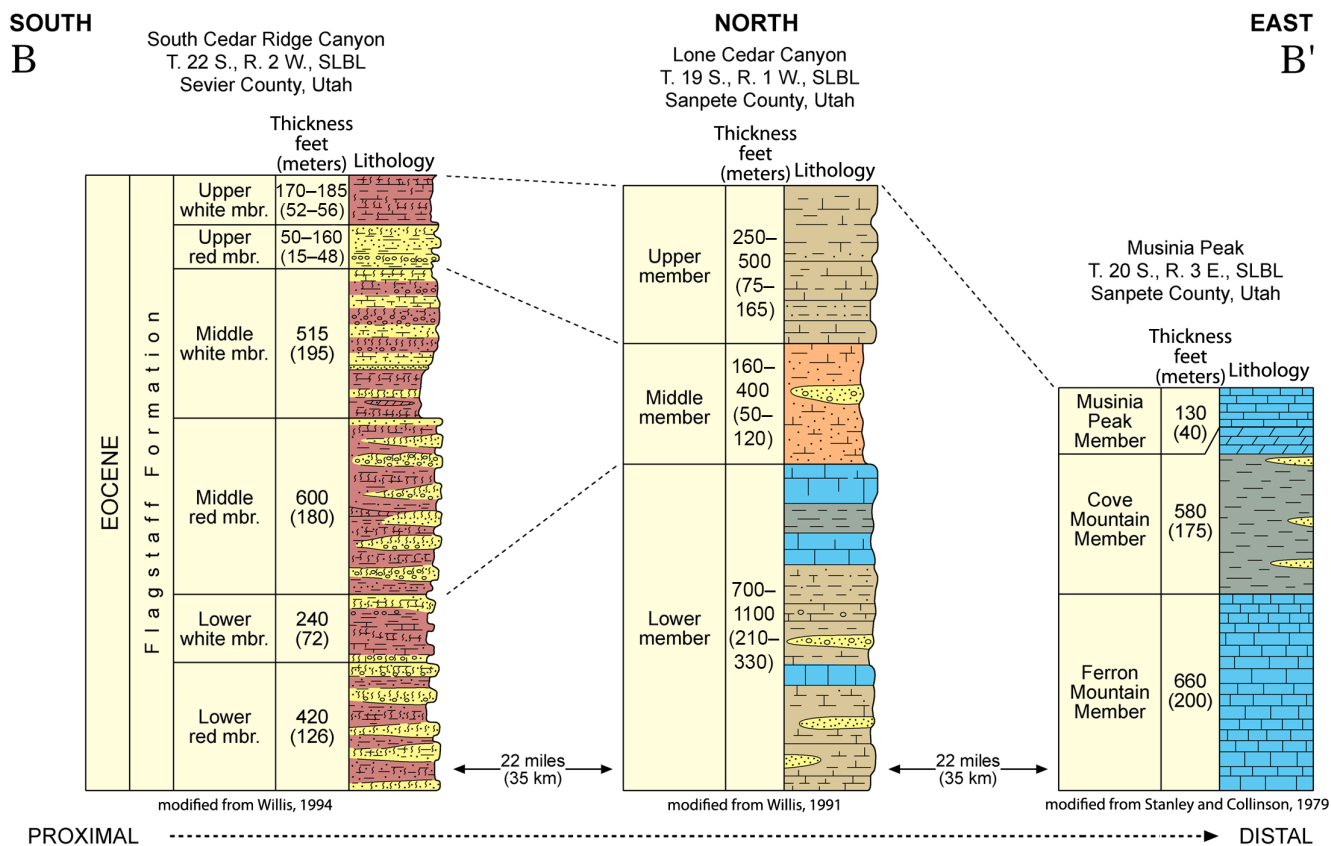 SOUTH
B
NORTH
EAST
B'
South Cedar Ridge Canyon
T. 22 S., R. 2 W., SLBL
Sevier County, Utah
Thickness
feet
(meters)
Lithology
EOCENE
Flagstaff Formation
Upper
white mbr.
170–185
(52–56)
Upper
red mbr.
50–160
(15–48)
Middle
white mbr.
515
(195)
Middle
red mbr.
600
(180)
Lower
white mbr.
240
(72)
Lower
red mbr.
420
(126)
modified from Willis, 1994
22 miles
(35 km)
Lone Cedar Canyon
T. 19 S., R. 1 W., SLBL
Sanpete County, Utah
Thickness
feet
(meters)
Lithology
Upper
member
250–
500
(75–
165)
Middle
member
160–
400
(50–
120)
Lower
member
700–
1100
(210–
330)
modified from Willis, 1991
22 miles
(35 km)
Musinia Peak
T. 20 S., R. 3 E., SLBL
Sanpete County, Utah
Thickness
feet
(meters)
Lithology
Musinia
Peak
Member
130
(40)
Cove
Mountain
Member
580
(175)
Ferron
Mountain
Member
660
(200)
modified from Stanley and Collinson, 1979
PROXIMAL
DISTAL